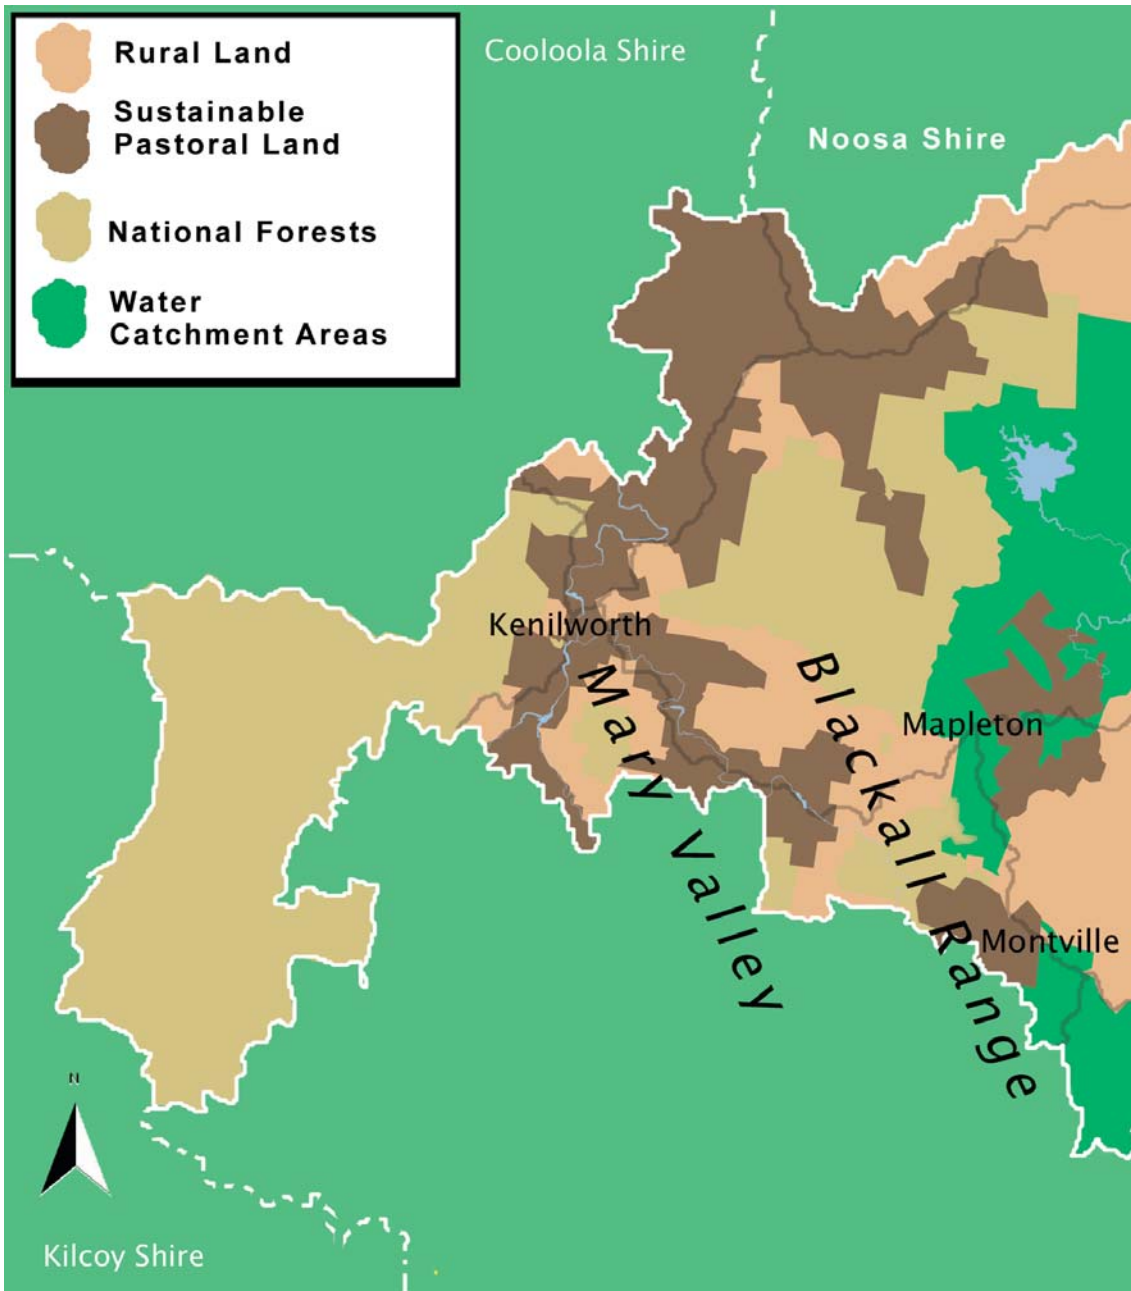 Rural Land
Sustainable
Pastoral Land
National Forests
Water
Catchment Areas
Cooloola Shire
Noosa Shire
Kenilworth
Mary Valley
Blackall Range
Mapleton
Montville
N
Kilcoy Shire